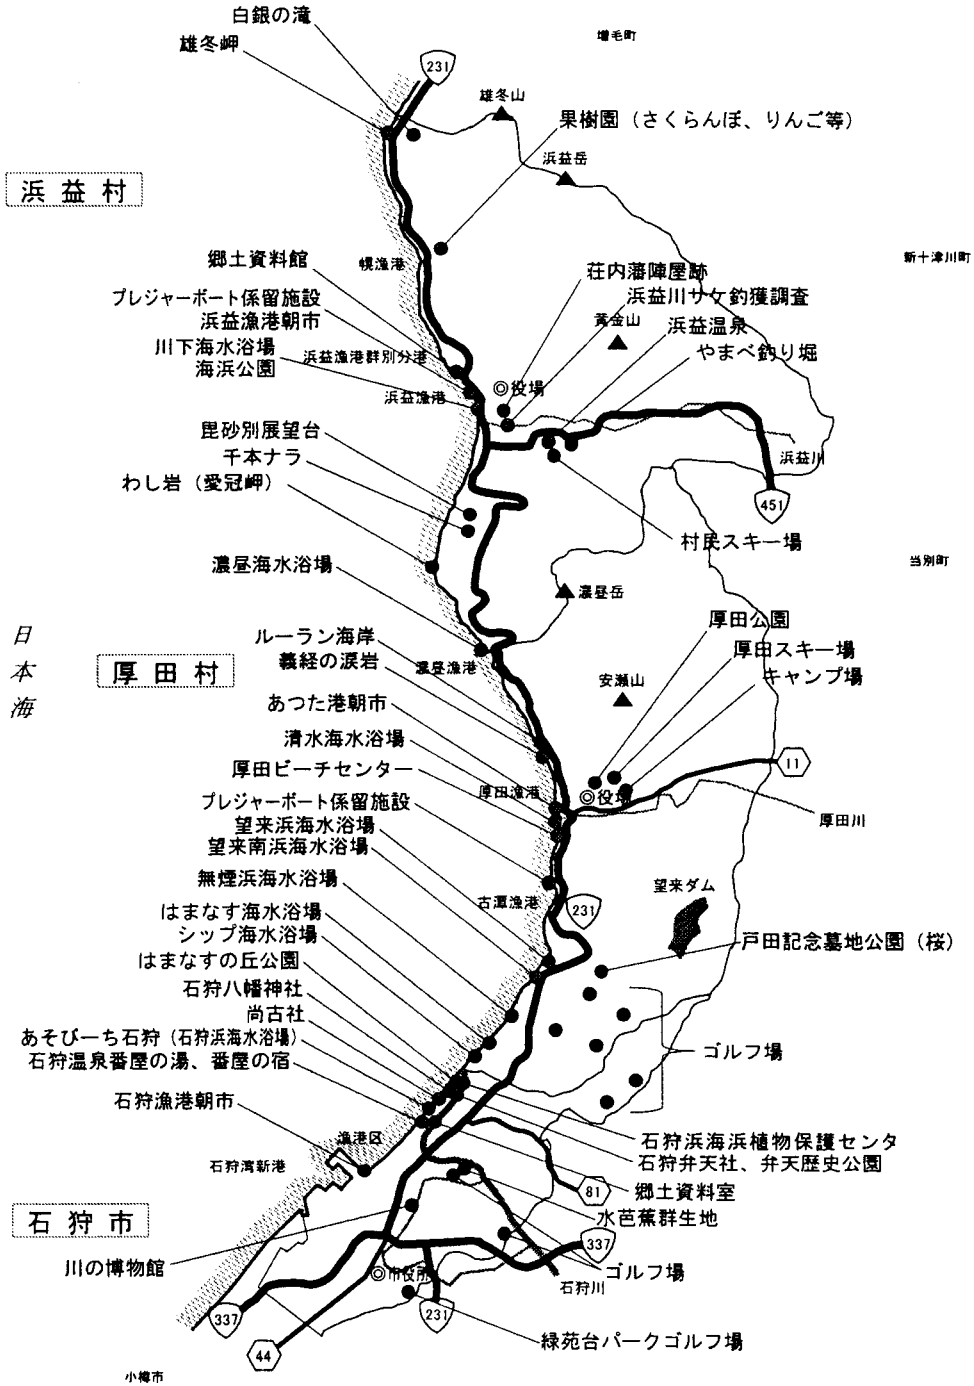 白銀の滝
増毛町
雄冬岬
231
雄冬山
果樹園（さくらんぼ、りんご等）
浜益岳
浜益村
郷土資料館
幌漁港
新十津川町
荘内藩陣屋跡
プレジャーボート係留施設
浜益川サケ釣獲調査
浜益漁港朝市
黄金山
浜益温泉
川下海水浴場
浜益漁港群別分港
やまべ釣り堀
海浜公園
浜益漁港
◎役場
毘砂別展望台
千本ナラ
浜益川
わし岩（愛冠岬）
451
村民スキー場
濃昼海水浴場
当別町
濃昼岳
日本海
厚田公園
ルーラン海岸
厚田スキー場
義経の涙岩
濃昼漁港
厚田村
キャンプ場
あつた港朝市
安瀬山
清水海水浴場
11
厚田ビーチセンター
厚田漁港
◎役場
プレジャーボート係留施設
厚田川
望来浜海水浴場
望来南浜海水浴場
無煙浜海水浴場
望来ダム
古潭漁港
231
はまなす海水浴場
シップ海水浴場
戸田記念墓地公園（桜）
はまなすの丘公園
石狩八幡神社
尚古社
あそびーち石狩（石狩浜海水浴場）
ゴルフ場
石狩温泉番屋の湯、番屋の宿
石狩漁港朝市
漁港区
石狩浜海浜植物保護センタ
石狩湾新港
石狩弁天社、弁天歴史公園
81
郷土資料室
石狩市
水芭蕉群生地
337
川の博物館
◎市役所
ゴルフ場
石狩川
337
231
44
緑苑台パークゴルフ場
小樽市